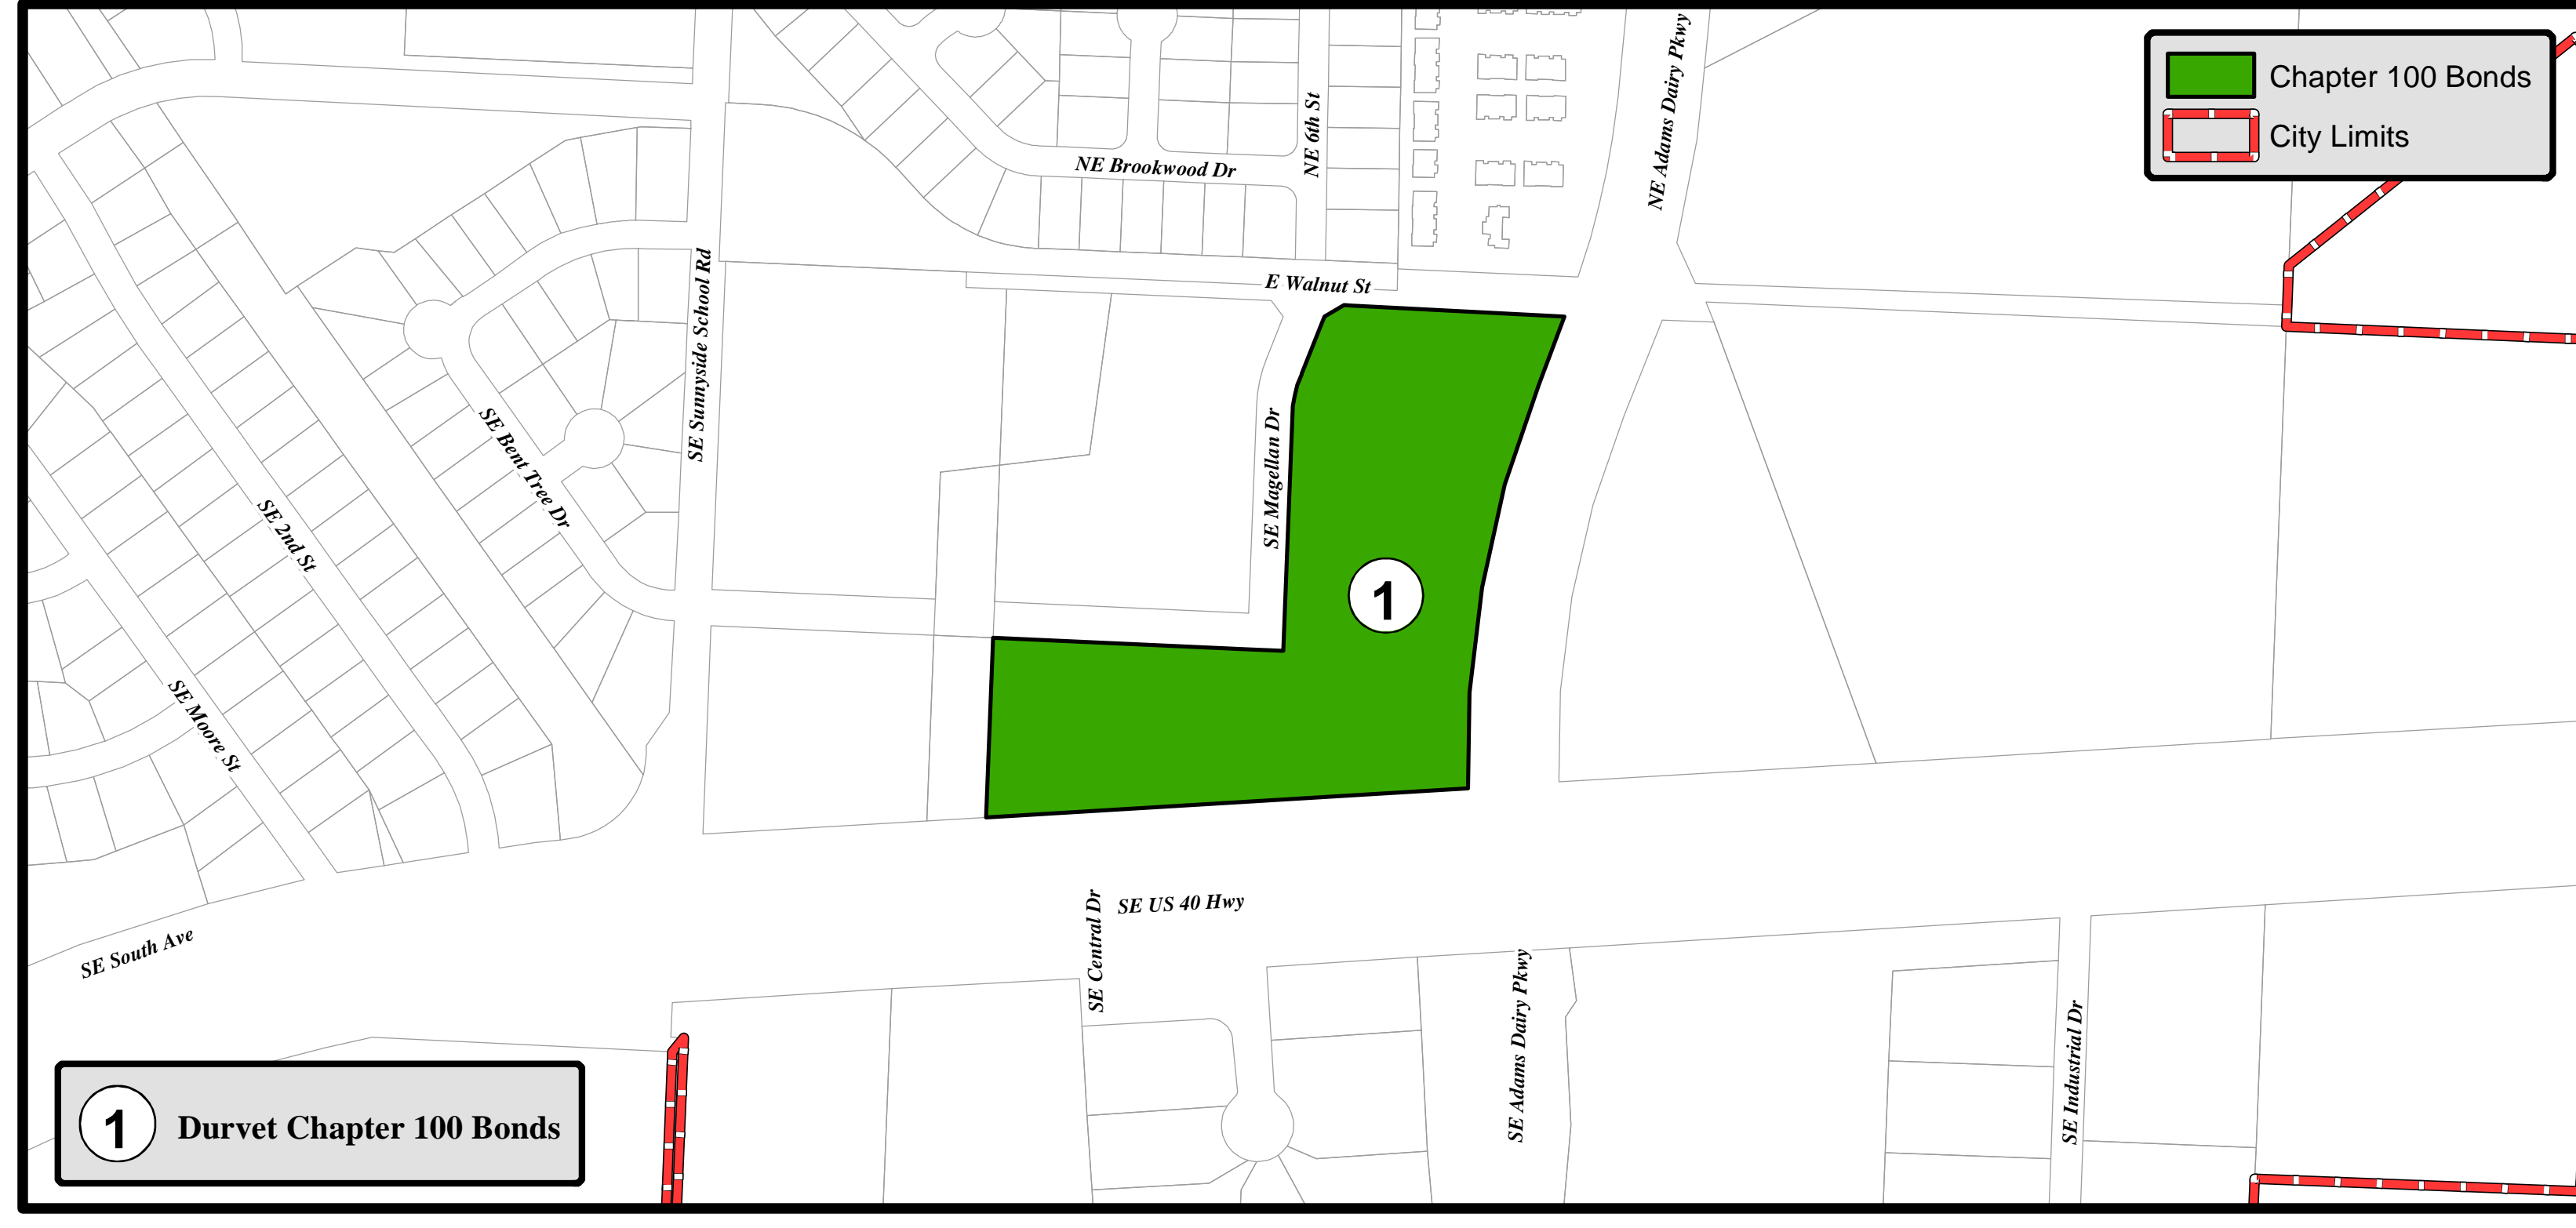 Chapter 100 Bonds
City Limits
NE Adams Dairy Pkwy
NE 6th St
NE Brookwood Dr
E Walnut St
SE Sunnyside School Rd
SE Magellan Dr
SE Bent Tree Dr
SE 2nd St
1
SE Moore St
SE US 40 Hwy
SE Central Dr
SE South Ave
SE Adams Dairy Pkwy
SE Industrial Dr
1 Durvet Chapter 100 Bonds